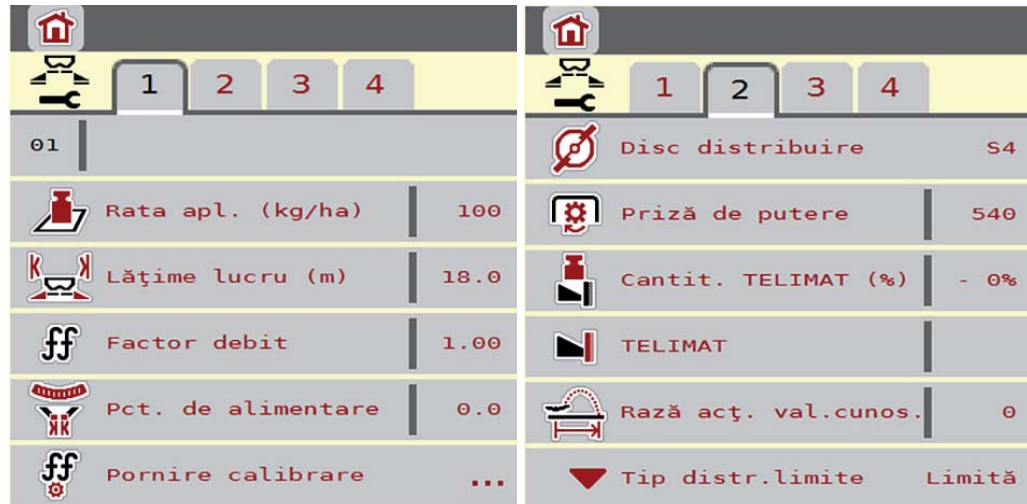 1 2 3 4
01
Rata apl. (kg/ha) 100
Lăţime lucru (m) 18.0
Factor debit 1.00
Pct. de alimentare 0.0
Pornire calibrare ...
1 2 3 4
Disc distribuire S4
Priză de putere 540
Cantit. TELIMAT (%) - 0%
TELIMAT
Rază acţ. val.cunos. 0
Tip distr.limite Limită